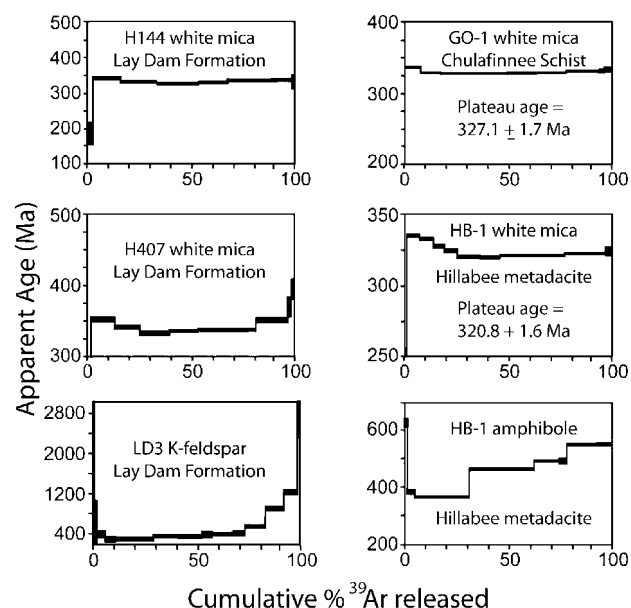 H144 white mica
Lay Dam Formation
500
400
300
200
100
0 50 100
GO-1 white mica
Chulafinnee Schist
Plateau age =
327.1 ± 1.7 Ma
400
350
300
250
200
0 50 100
H407 white mica
Lay Dam Formation
500
400
300
0 50 100
HB-1 white mica
Hillabee metadacite
Plateau age =
320.8 + 1.6 Ma
350
325
300
250
0 50 100
LD3 K-feldspar
Lay Dam Formation
2800
2000
1200
400
0 50 100
HB-1 amphibole
Hillabee metadacite
600
400
200
0 50 100
Apparent Age (Ma)
Cumulative % ³⁹Ar released